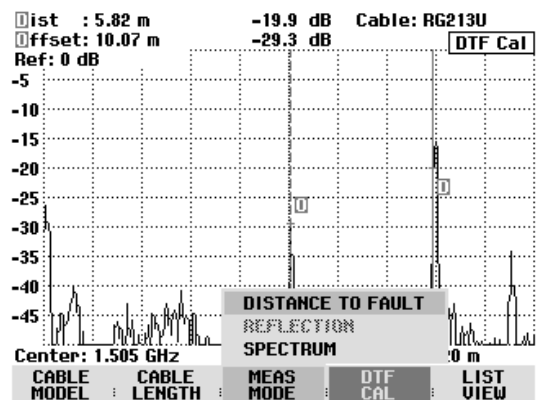 Dist : 5.82 m -19.9 dB Cable: RG213U
Offset: 10.07 m -29.3 dB DTF Cal
Ref: 0 dB
-5
-10
-15
-20
D
-25
O
-30
-35
-40
DISTANCE TO FAULT
-45
REFLECTION
SPECTRUM
Center: 1.505 GHz 20 m
CABLE MODEL CABLE LENGTH MEAS MODE DTF CAL LIST VIEW